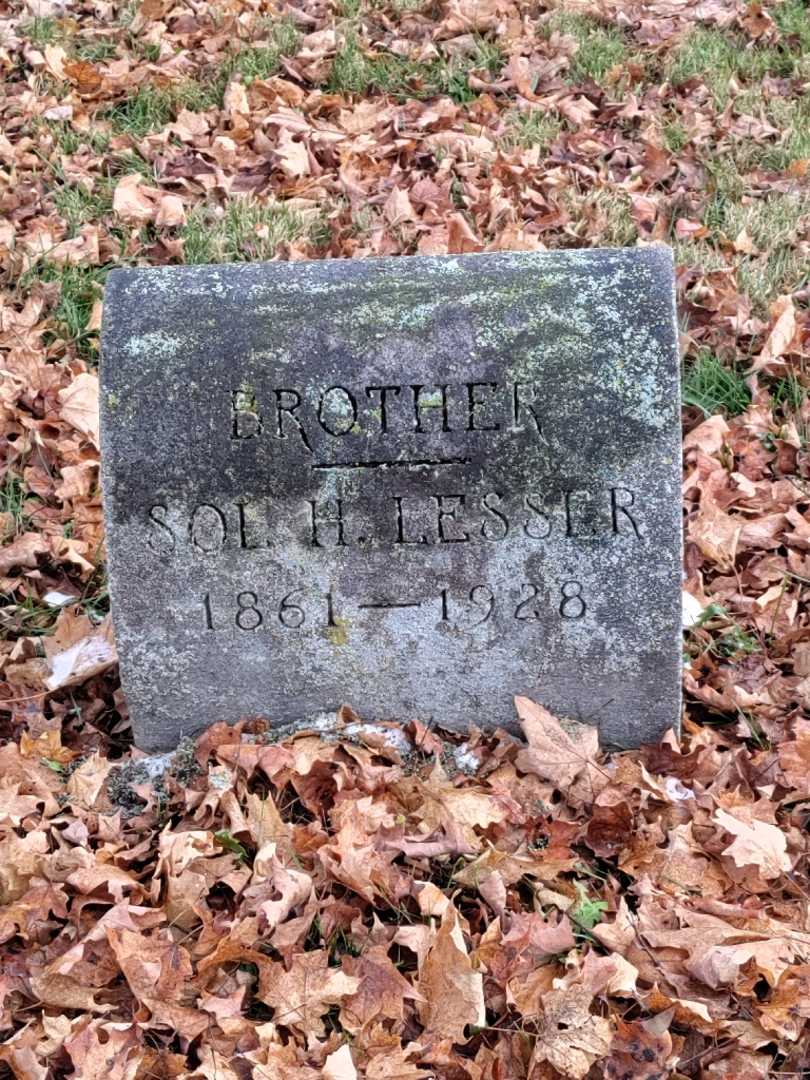 BROTHER
SOL. H. LESSER
1861—1928